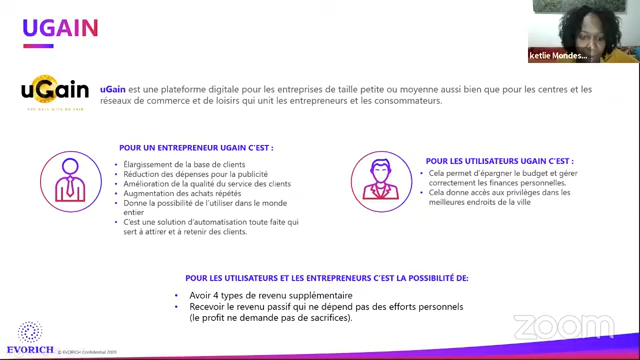 UGAIN
ketlie Mondes...
uGain
uGain est une plateforme digitale pour les entreprises de taille petite ou moyenne aussi bien que pour les centres et les
réseaux de commerce et de loisirs qui unit les entrepreneurs et les consommateurs.
POUR UN ENTREPRENEUR UGAIN C'EST :
• Élargissement de la base de clients
• Réduction des dépenses pour la publicité
• Amélioration de la qualité du service des clients
• Augmentation des achats répétés
• Donne la possibilité de l'utiliser dans le monde
entier
• C'est une solution d'automatisation toute faite qui
sert à attirer et à retenir des clients.
POUR LES UTILISATEURS UGAIN C'EST :
• Cela permet d'épargner le budget et gérer
correctement les finances personnelles.
• Cela donne accès aux privilèges dans les
meilleures endroits de la ville
POUR LES UTILISATEURS ET LES ENTREPRENEURS C'EST LA POSSIBILITÉ DE:
• Avoir 4 types de revenu supplémentaire
• Recevoir le revenu passif qui ne dépend pas des efforts personnels
(le profit ne demande pas de sacrifices).
EVORICH
© EVORICH Confidential
zoom